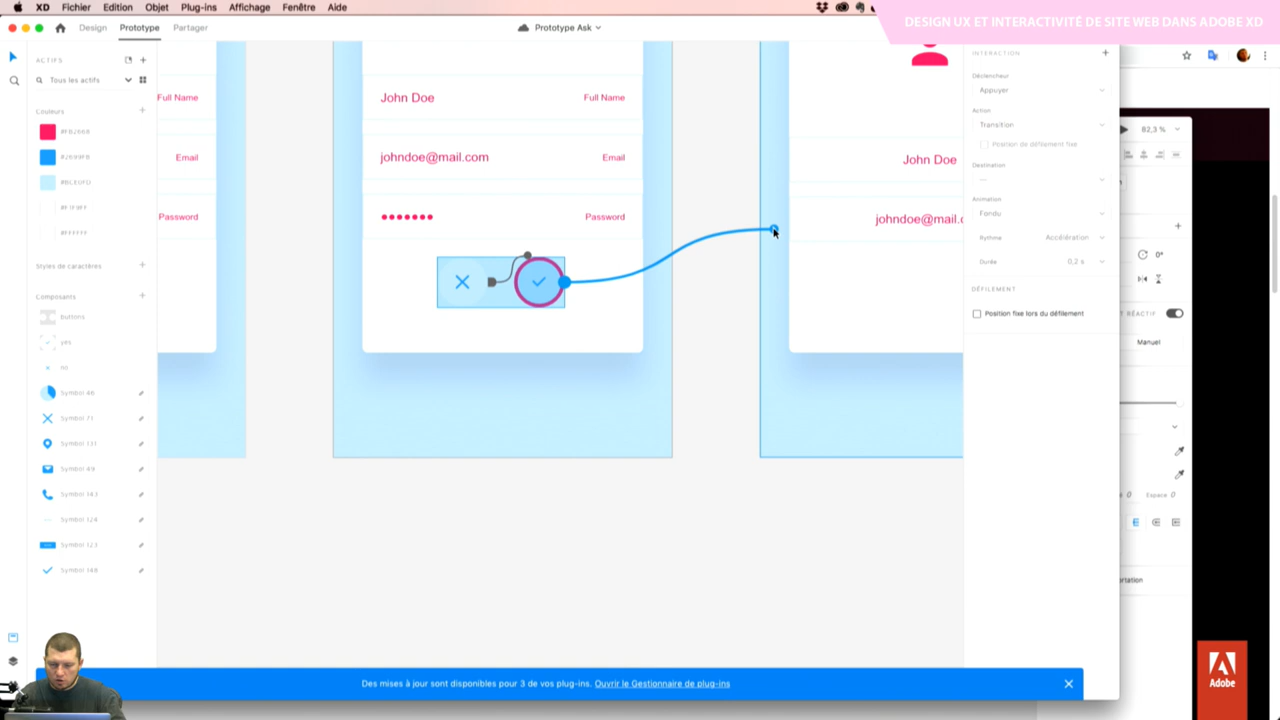 XD Fichier Edition Objet Plug-ins Affichage Fenêtre Aide
DESIGN UX ET INTERACTIVITÉ DE SITE WEB DANS ADOBE XD
Design Prototype Partager
Prototype Ask
ACTIFS
Tous les actifs
Couleurs
#FB2668
#2699FB
#BCE0FD
#F1F9FF
#FFFFFF
Styles de caractères
Composants
buttons
yes
no
Symbol 46
Symbol 71
Symbol 131
Symbol 49
Symbol 143
Symbol 124
Symbol 123
Symbol 148
Full Name
Email
Password
John Doe Full Name
johndoe@mail.com Email
Password
John Doe
johndoe@mail.c
INTERACTION
Déclencheur
Appuyer
Action
Transition
Position de défilement fixe
Destination
Animation
Fondu
Rythme Accélération
Durée 0,2 s
DÉFILEMENT
Position fixe lors du défilement
82,3 %
0°
T RÉACTIF
Manuel
0 Espace 0
rtation
Des mises à jour sont disponibles pour 3 de vos plug-ins. Ouvrir le Gestionnaire de plug-ins
Adobe